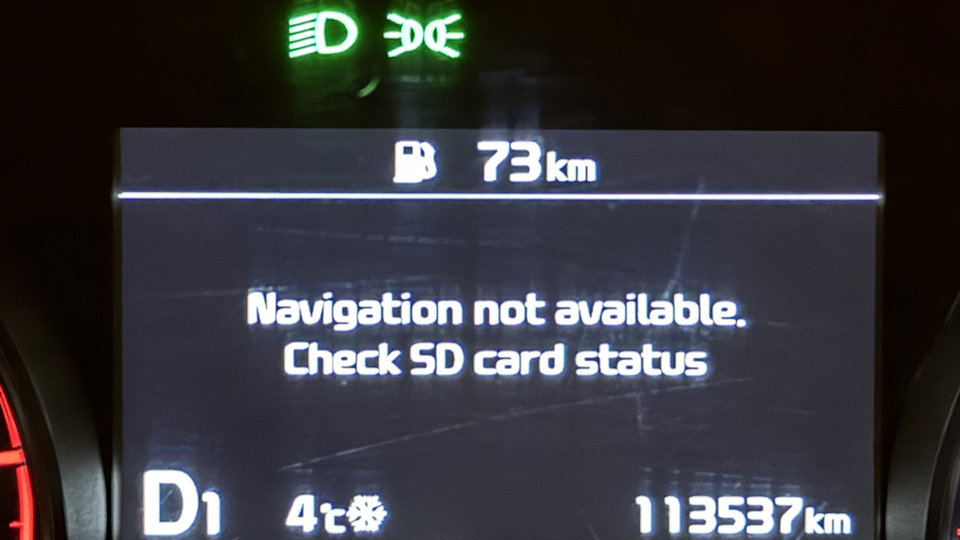 73km
Navigation not available.
Check SD card status
D1 4°C 113537km